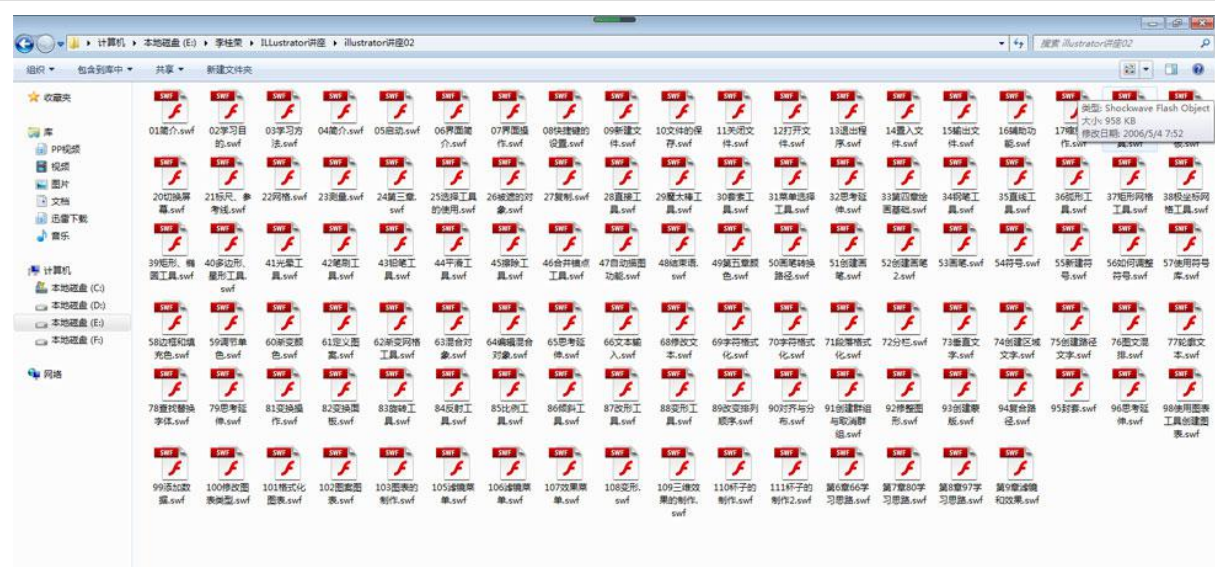 计算机 ▸ 本地磁盘 (E:) ▸ 李桂荣 ▸ ILLustrator讲座 ▸ illustrator讲座02
搜索 illustrator讲座02
组织 包含到库中 共享 新建文件夹
收藏夹
库
PP视频
视频
图片
文档
迅雷下载
音乐
计算机
本地磁盘 (C:)
本地磁盘 (D:)
本地磁盘 (E:)
本地磁盘 (F:)
网络
类型: Shockwave Flash Object
大小: 958 KB
修改日期: 2006/5/4 7:52
01简介.swf 02学习目 03学习方 04简介.swf 05启动.swf 06界面简 07界面操 08快捷键的 09新建文 10文件的保 11关闭文 12打开文 13退出程 14置入文 15输出文 16辅助功
的.swf 法.swf 介.swf 作.swf 设置.swf 件.swf 存.swf 件.swf 件.swf 序.swf 件.swf 件.swf 能.swf 作.swf 具.swf 板.swf
20切换屏 21标尺、参 22网格.swf 23测量.swf 24第三章. 25选择工具 26被遮的对 27复制.swf 28直接工 29魔太棒工 30套索工 31菜单选择 32思考延 33第四章绘 34钢笔工 35直线工 36弧形工 37矩形网格 38极坐标网
幕.swf 考线.swf swf 的使用.swf 象.swf 具.swf 具.swf 具.swf 工具.swf 伸.swf 画基础.swf 具.swf 具.swf 具.swf 工具.swf 格工具.swf
39矩形、椭 40多边形、 41光晕工 42笔刷工 43铅笔工 44平滑工 45擦除工 46合并锚点 47自动描图 48结束语. 49第五章颜 50画笔转换 51创建画 52创建画笔 53画笔.swf 54符号.swf 55新建符 56如何调整 57使用符号
圆工具.swf 星形工具. 具.swf 具.swf 具.swf 具.swf 具.swf 工具.swf 功能.swf swf 色.swf 路径.swf 笔.swf 2.swf 号.swf 符号.swf 库.swf
swf
58边框和填 59调节单 60渐变颜 61定义图 62渐变网格 63混合对 64编辑混合 65思考延 66文本输 68修改文 69字符格式 70字符格式 71段落格式 72分栏.swf 73垂直文 74创建区域 75创建路径 76图文混 77轮廓文
充色.swf 色.swf 色.swf 案.swf 工具.swf 象.swf 对象.swf 伸.swf 入.swf 本.swf 化.swf 化.swf 化.swf 字.swf 文字.swf 文字.swf 排.swf 本.swf
78查找替换 79思考延 81变换操 82变换面 83旋转工 84反射工 85比例工 86倾斜工 87改形工 88变形工 89改变排列 90对齐与分 91创建群组 92修整图 93创建蒙 94复合路 95封套.swf 96思考延 98使用图表
字体.swf 伸.swf 作.swf 板.swf 具.swf 具.swf 具.swf 具.swf 具.swf 具.swf 顺序.swf 布.swf 与取消群 形.swf 版.swf 径.swf 伸.swf 工具创建图
组.swf 表.swf
99添加数 100修改图 101格式化 102图案图 103图表的 105滤镜菜 106滤镜菜 107效果菜 108变形. 109三维效 110杯子的 111杯子的 第6章66学 第7章80学 第8章97学 第9章滤镜
据.swf 表类型.swf 图表.swf 表.swf 制作.swf 单.swf 单.swf 单.swf swf 果的制作. 制作.swf 制作2.swf 习思路.swf 习思路.swf 习思路.swf 和效果.swf
swf